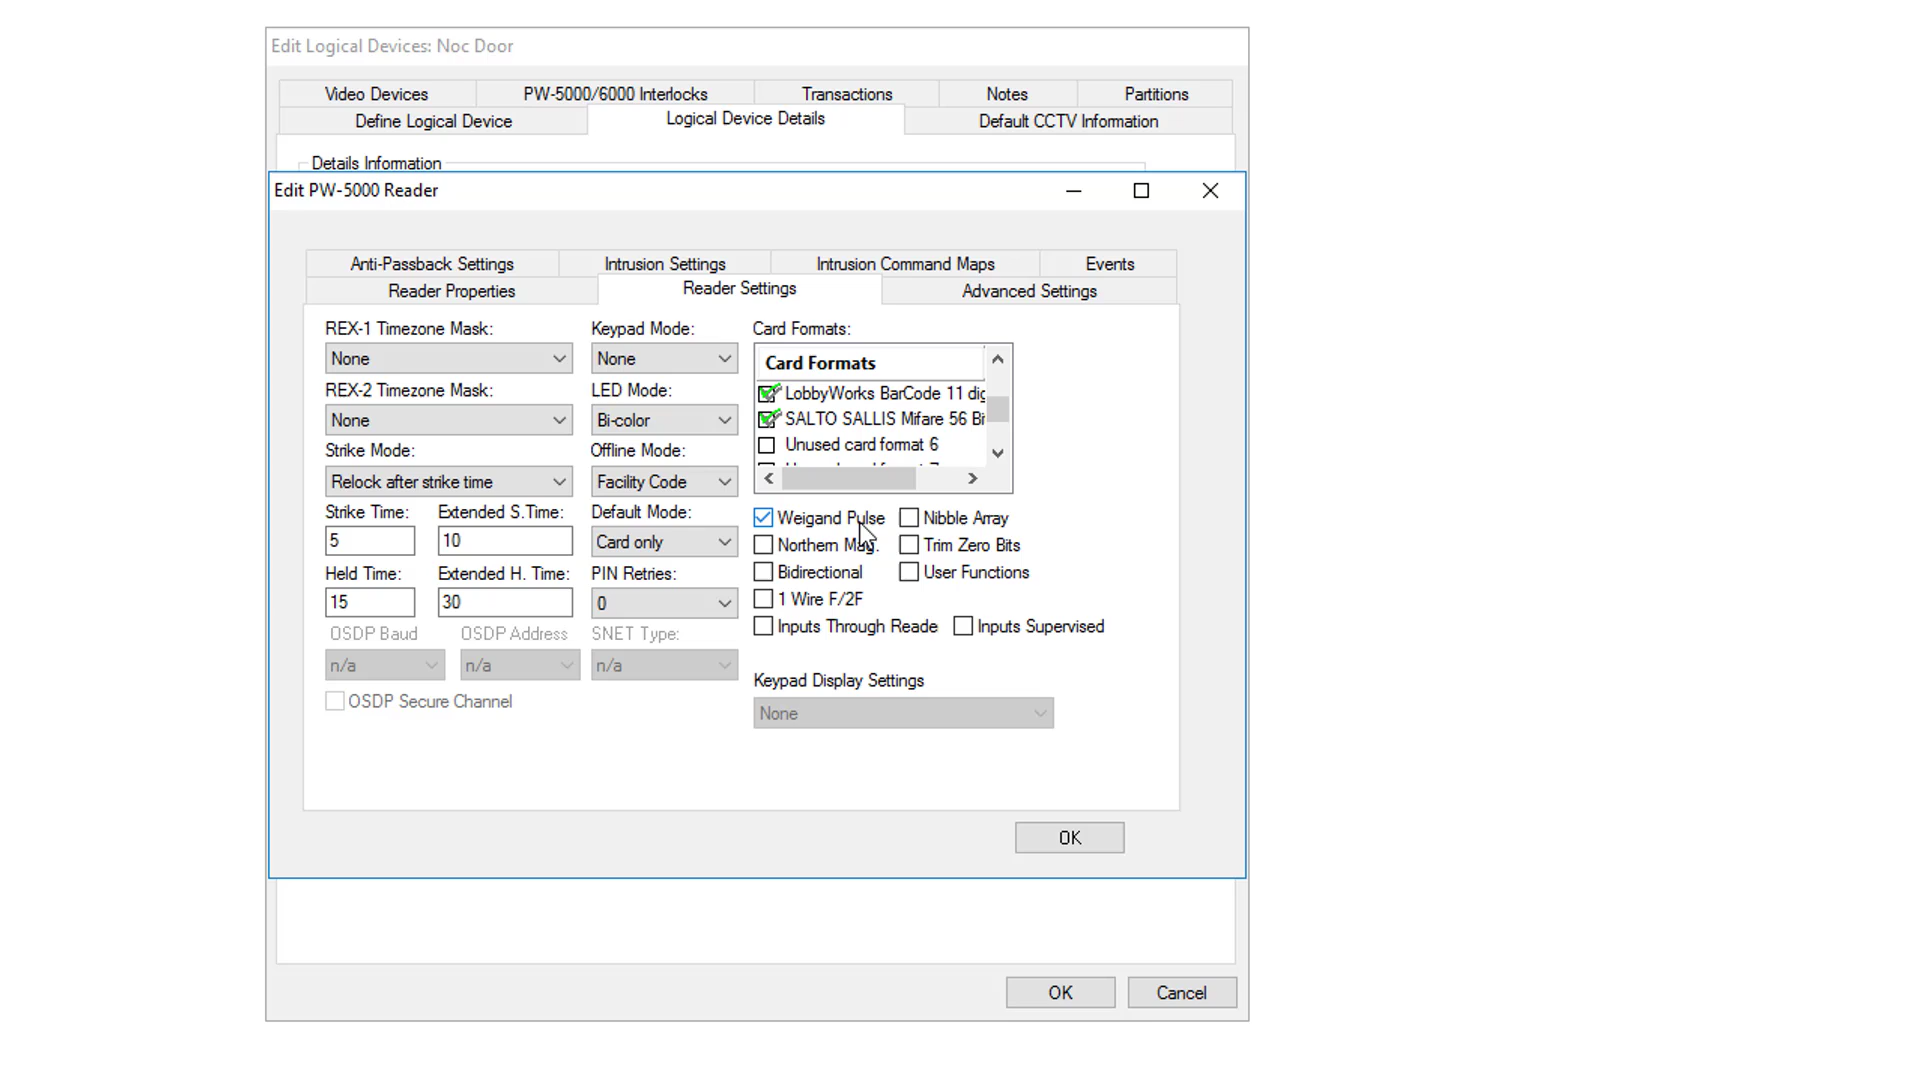 Edit Logical Devices: Noc Door
Video Devices PW-5000/6000 Interlocks Transactions Notes Partitions
Define Logical Device Logical Device Details Default CCTV Information
Details Information
Edit PW-5000 Reader
Anti-Passback Settings Intrusion Settings Intrusion Command Maps Events
Reader Properties Reader Settings Advanced Settings
REX-1 Timezone Mask: Keypad Mode: Card Formats:
None None Card Formats
REX-2 Timezone Mask: LED Mode: LobbyWorks BarCode 11 dig
None Bi-color SALTO SALLIS Mifare 56 Bi
Strike Mode: Offline Mode: Unused card format 6
Relock after strike time Facility Code
Strike Time: Extended S.Time: Default Mode: Weigand Pulse Nibble Array
5 10 Card only Northern Mag. Trim Zero Bits
Held Time: Extended H. Time: PIN Retries: Bidirectional User Functions
15 30 0 1 Wire F/2F
OSDP Baud OSDP Address SNET Type: Inputs Through Reade Inputs Supervised
n/a n/a n/a
Keypad Display Settings
OSDP Secure Channel None
OK
OK Cancel